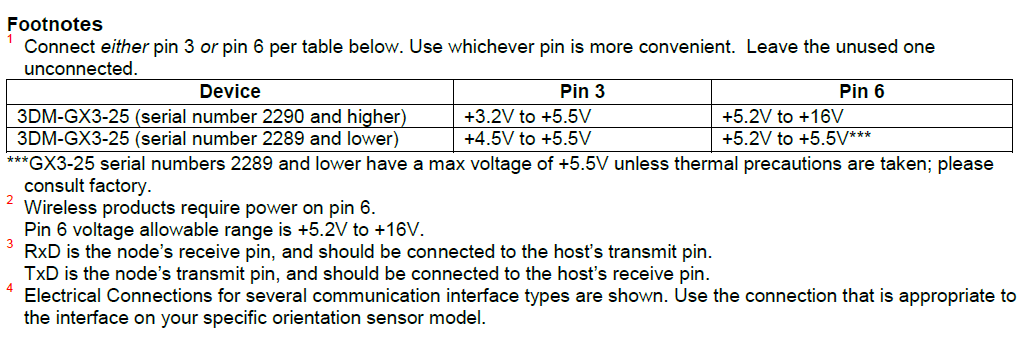 Footnotes
1 Connect either pin 3 or pin 6 per table below. Use whichever pin is more convenient. Leave the unused one
unconnected.
Device Pin 3 Pin 6
3DM-GX3-25 (serial number 2290 and higher) +3.2V to +5.5V +5.2V to +16V
3DM-GX3-25 (serial number 2289 and lower) +4.5V to +5.5V +5.2V to +5.5V***
***GX3-25 serial numbers 2289 and lower have a max voltage of +5.5V unless thermal precautions are taken; please
consult factory.
2 Wireless products require power on pin 6.
Pin 6 voltage allowable range is +5.2V to +16V.
3 RxD is the node's receive pin, and should be connected to the host's transmit pin.
TxD is the node's transmit pin, and should be connected to the host's receive pin.
4 Electrical Connections for several communication interface types are shown. Use the connection that is appropriate to
the interface on your specific orientation sensor model.